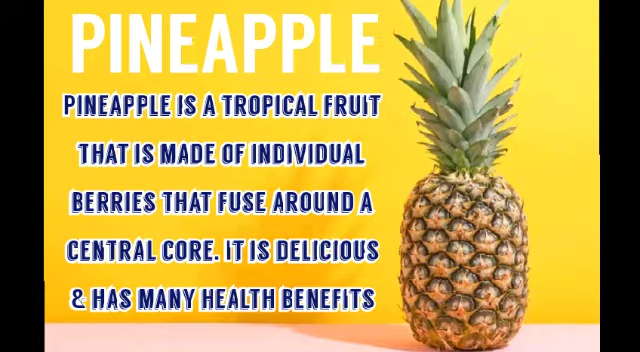 PINEAPPLE
PINEAPPLE IS A TROPICAL FRUIT
THAT IS MADE OF INDIVIDUAL
BERRIES THAT FUSE AROUND A
CENTRAL CORE. IT IS DELICIOUS
& HAS MANY HEALTH BENEFITS